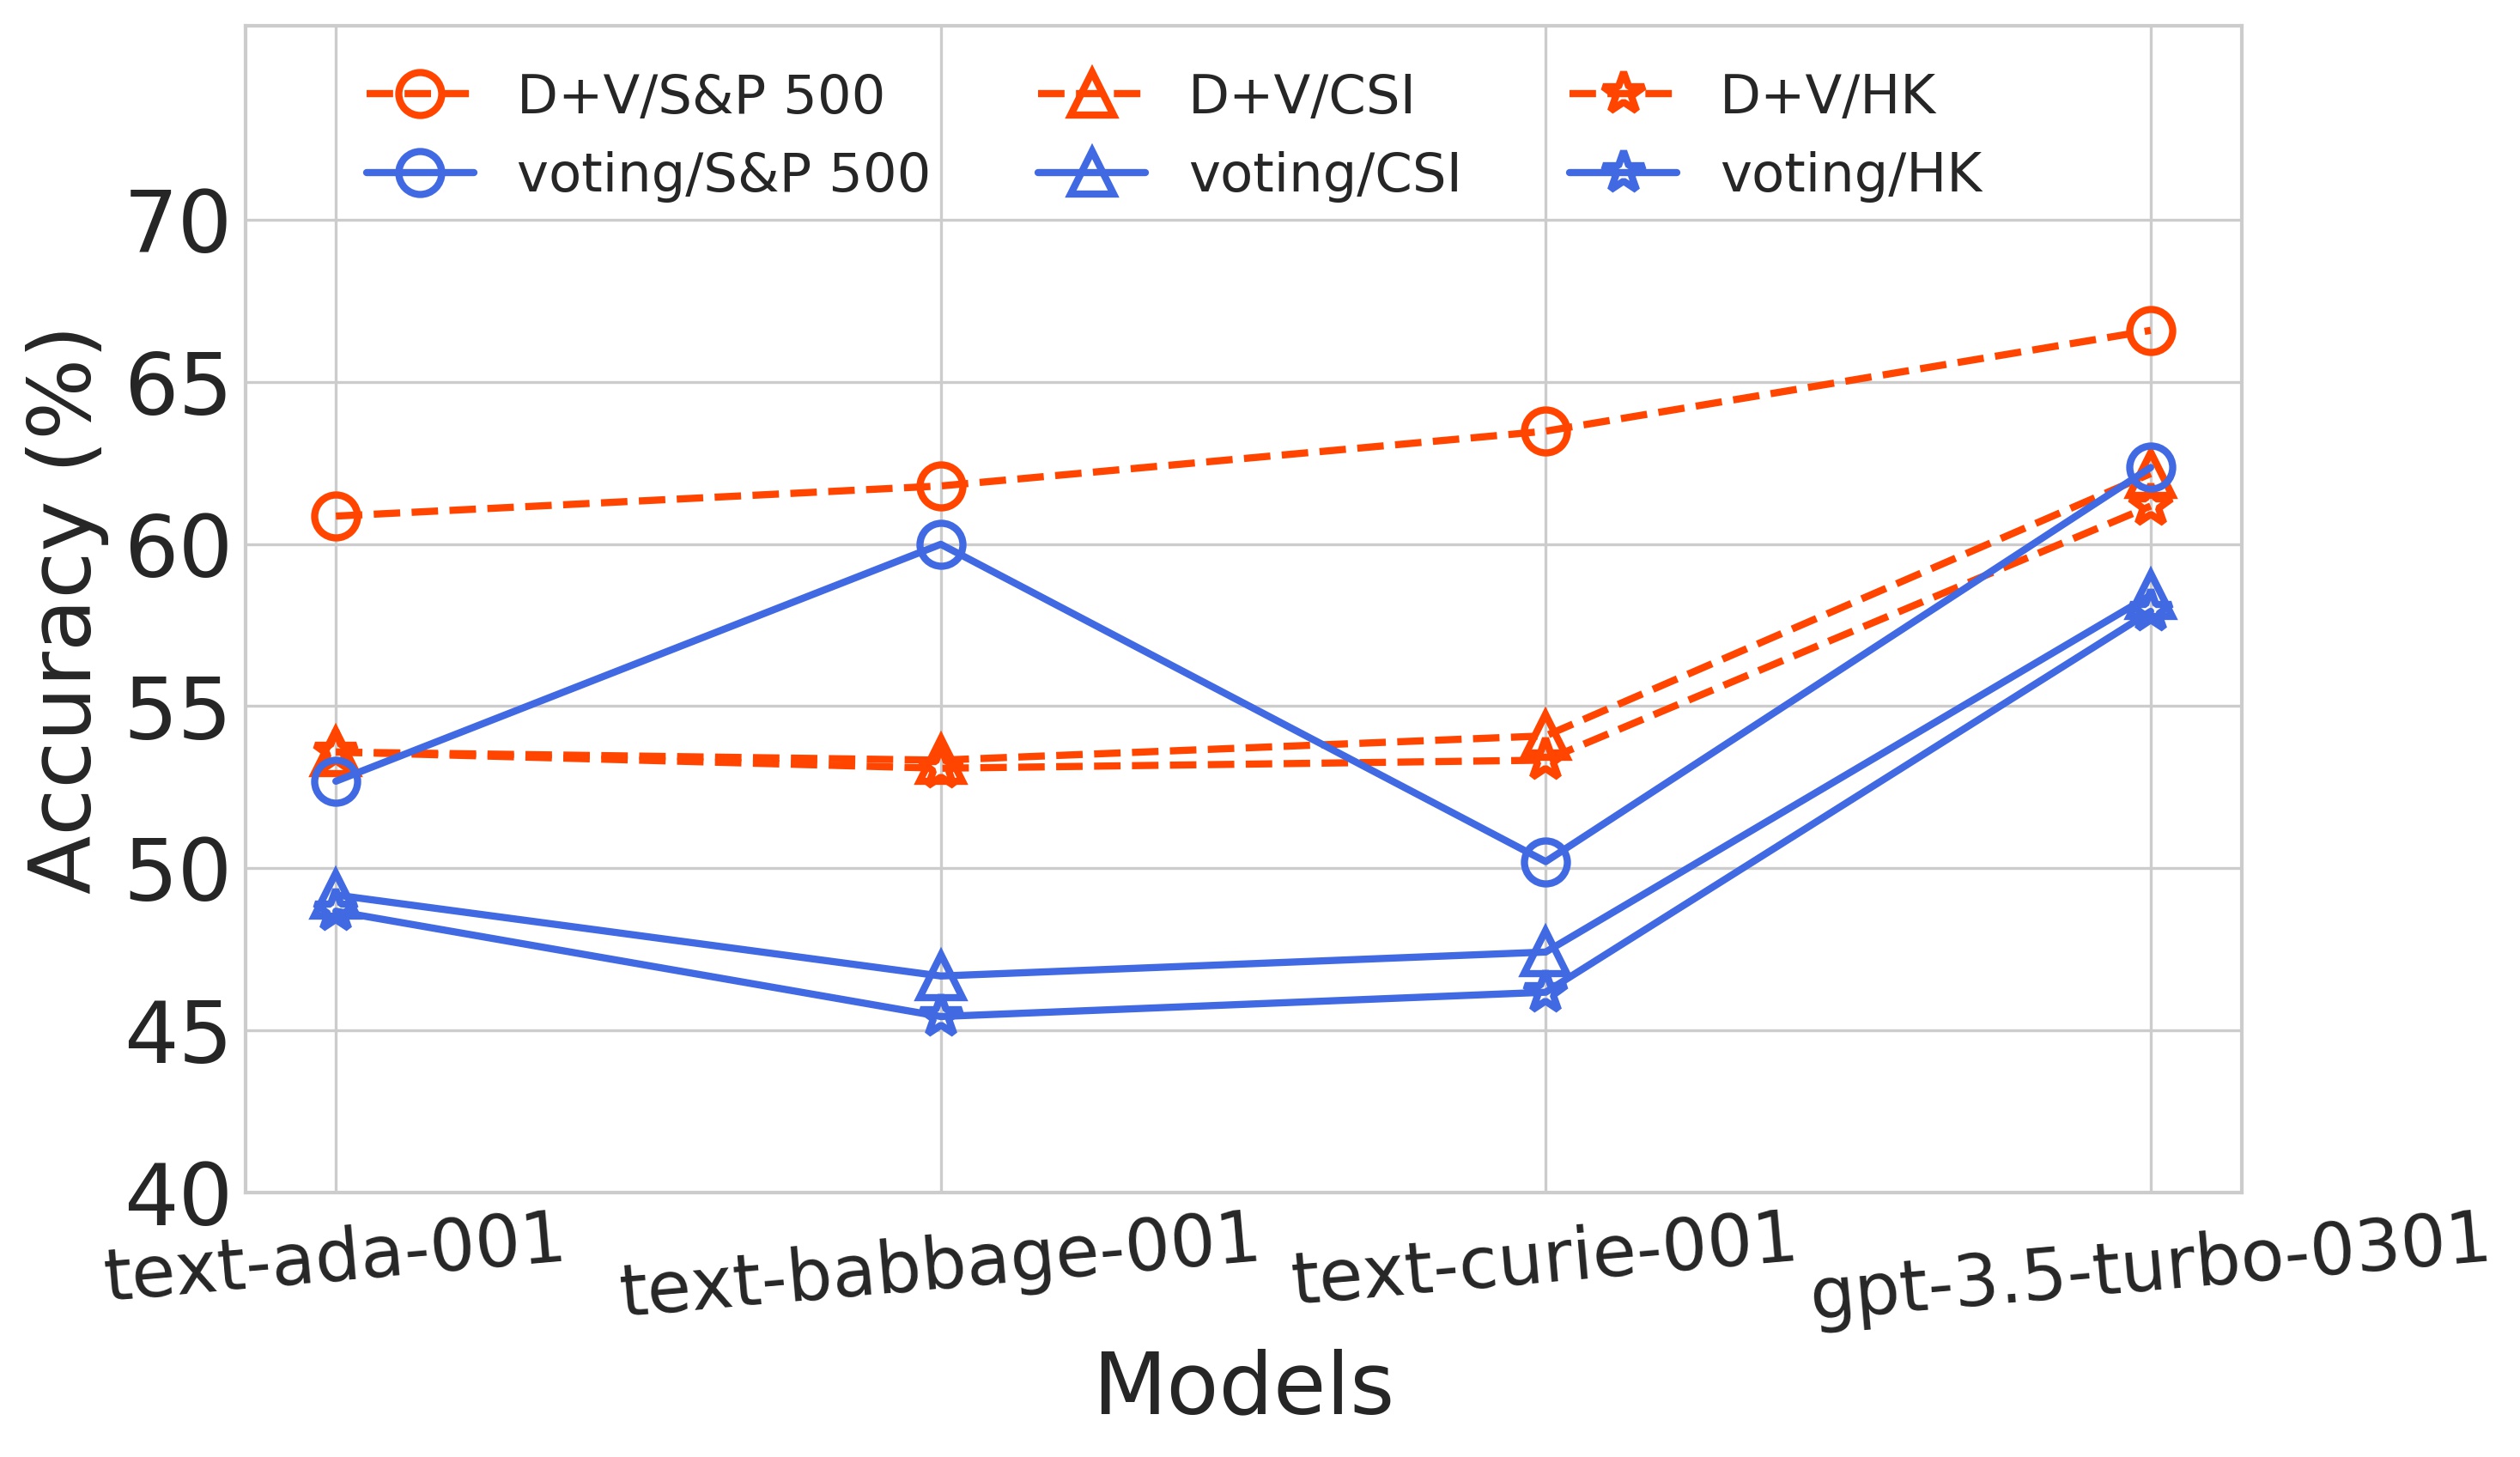 D+V/S&P 500 D+V/CSI D+V/HK
voting/S&P 500 voting/CSI voting/HK
70
65
60
55
50
45
40
Accuracy (%)
text-ada-001 text-babbage-001 text-curie-001 gpt-3.5-turbo-0301
Models